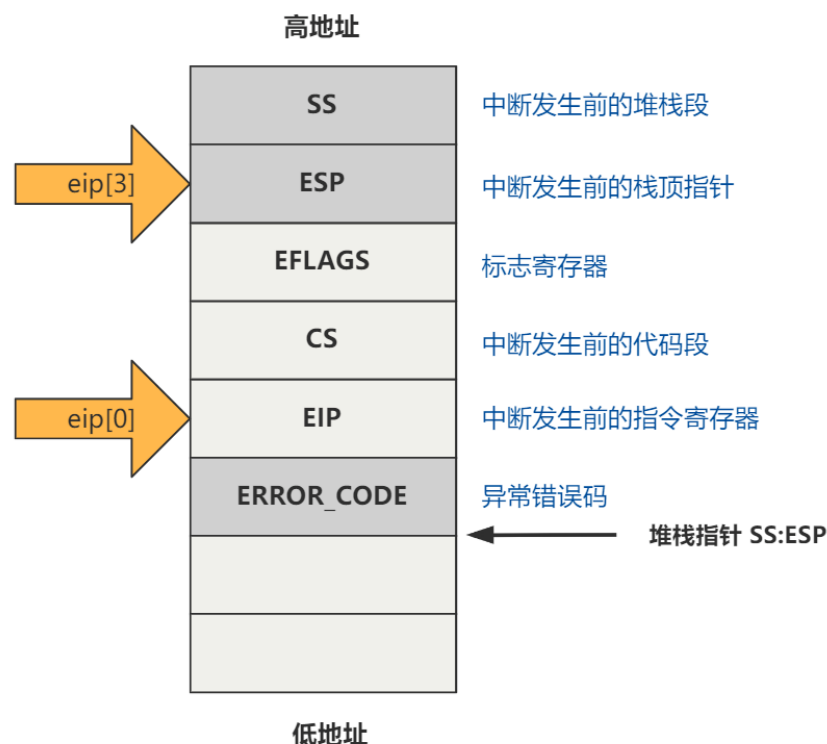 高地址
SS 中断发生前的堆栈段
eip[3] ESP 中断发生前的栈顶指针
EFLAGS 标志寄存器
CS 中断发生前的代码段
eip[0] EIP 中断发生前的指令寄存器
ERROR_CODE 异常错误码
堆栈指针 SS:ESP
低地址